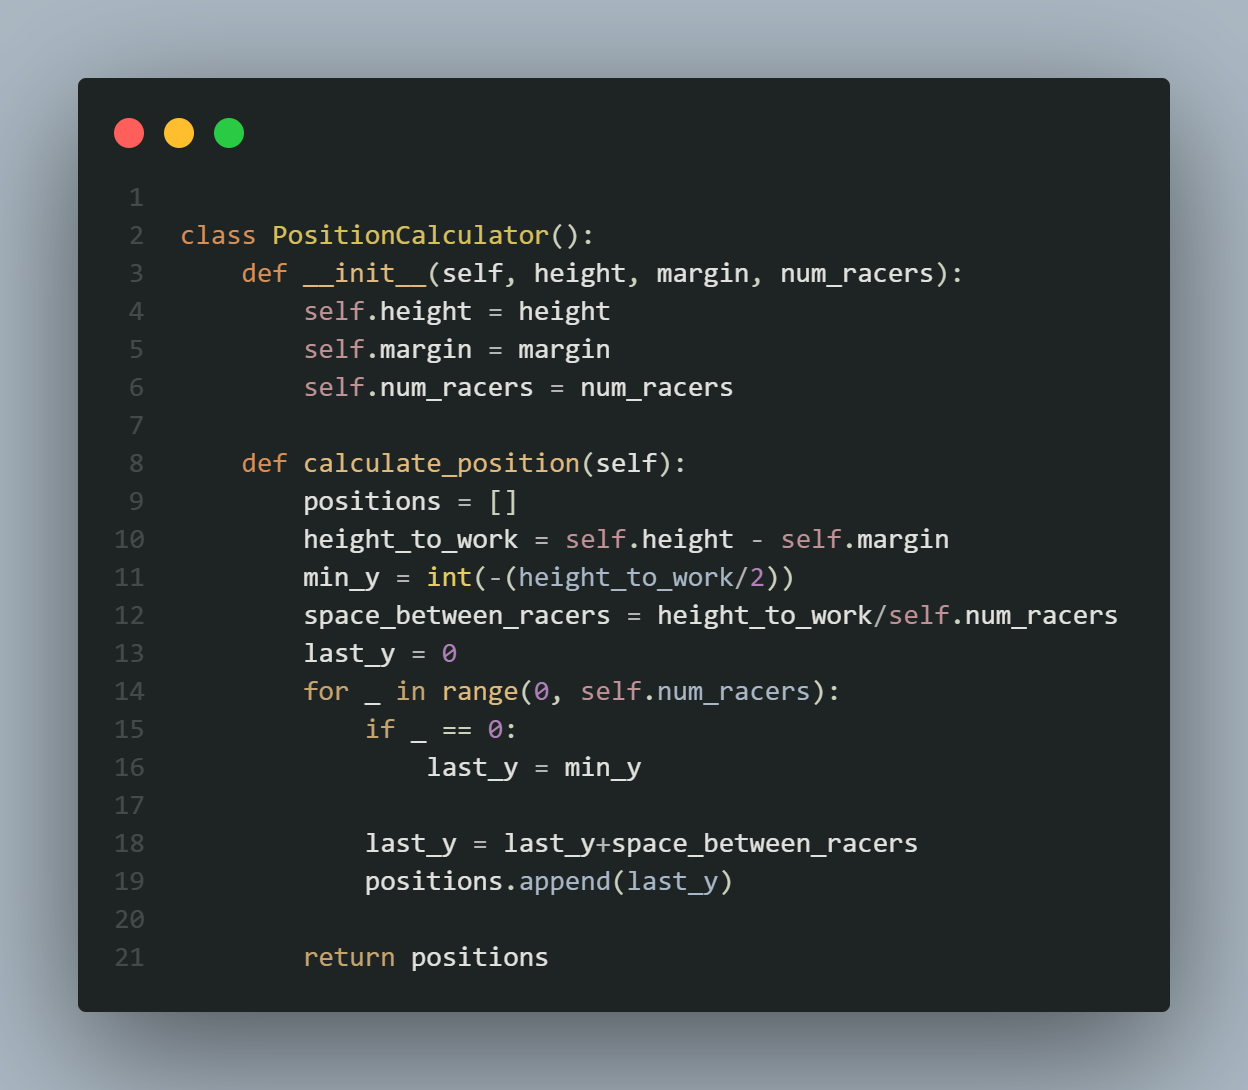 1
2 class PositionCalculator():
3     def __init__(self, height, margin, num_racers):
4         self.height = height
5         self.margin = margin
6         self.num_racers = num_racers
7
8     def calculate_position(self):
9         positions = []
10         height_to_work = self.height - self.margin
11         min_y = int(-(height_to_work/2))
12         space_between_racers = height_to_work/self.num_racers
13         last_y = 0
14         for _ in range(0, self.num_racers):
15             if _ == 0:
16                 last_y = min_y
17
18             last_y = last_y+space_between_racers
19             positions.append(last_y)
20
21         return positions